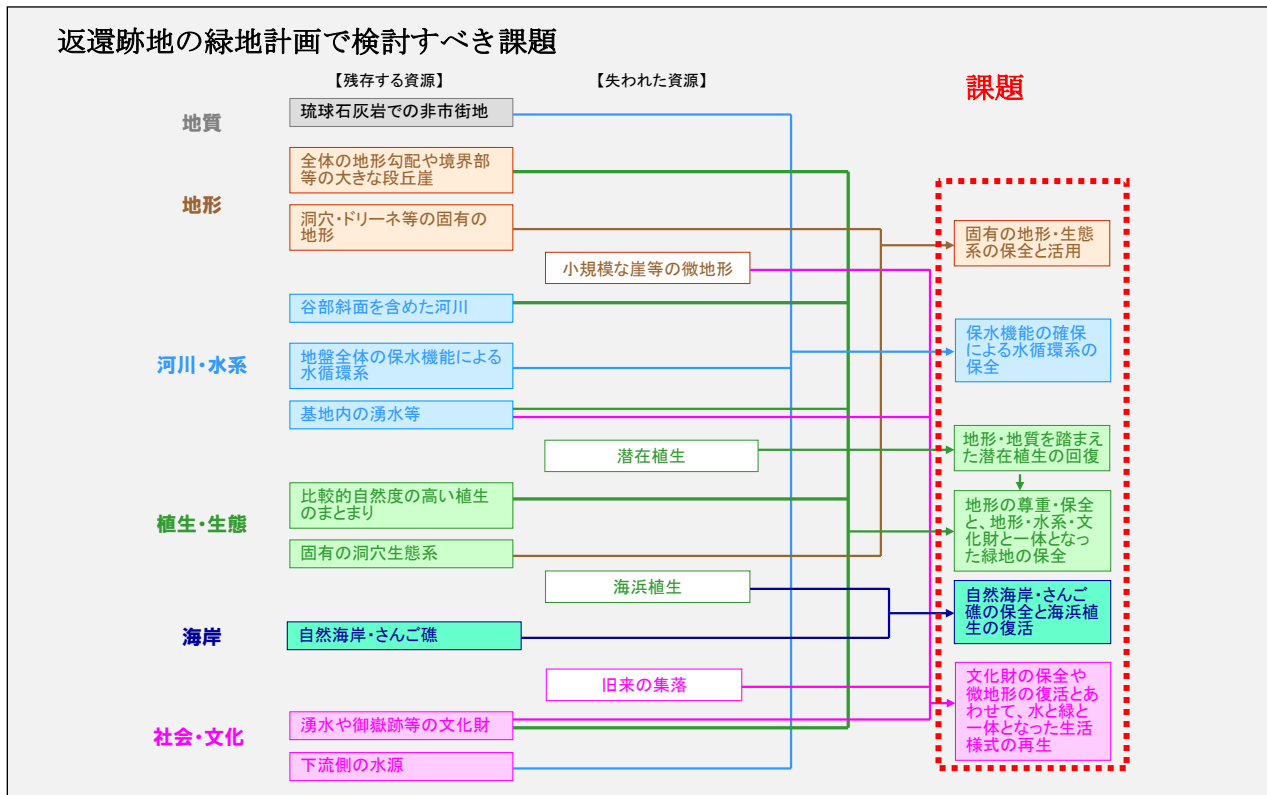 返還跡地の緑地計画で検討すべき課題
【残存する資源】
【失われた資源】
課題
地質
琉球石灰岩での非市街地
地形
全体の地形勾配や境界部
等の大きな段丘崖
洞穴・ドリーネ等の固有の
地形
小規模な崖等の微地形
固有の地形・生態
系の保全と活用
河川・水系
谷部斜面を含めた河川
地盤全体の保水機能による
水循環系
基地内の湧水等
保水機能の確保
による水循環系の
保全
潜在植生
地形・地質を踏まえ
た潜在植生の回復
植生・生態
比較的自然度の高い植生
のまとまり
固有の洞穴生態系
地形の尊重・保全
と、地形・水系・文
化財と一体となっ
た緑地の保全
海浜植生
海岸
自然海岸・さんご礁
自然海岸・さんご
礁の保全と海浜植
生の復活
旧来の集落
社会・文化
湧水や御嶽跡等の文化財
下流側の水源
文化財の保全や
微地形の復活とあ
わせて、水と緑と
一体となった生活
様式の再生